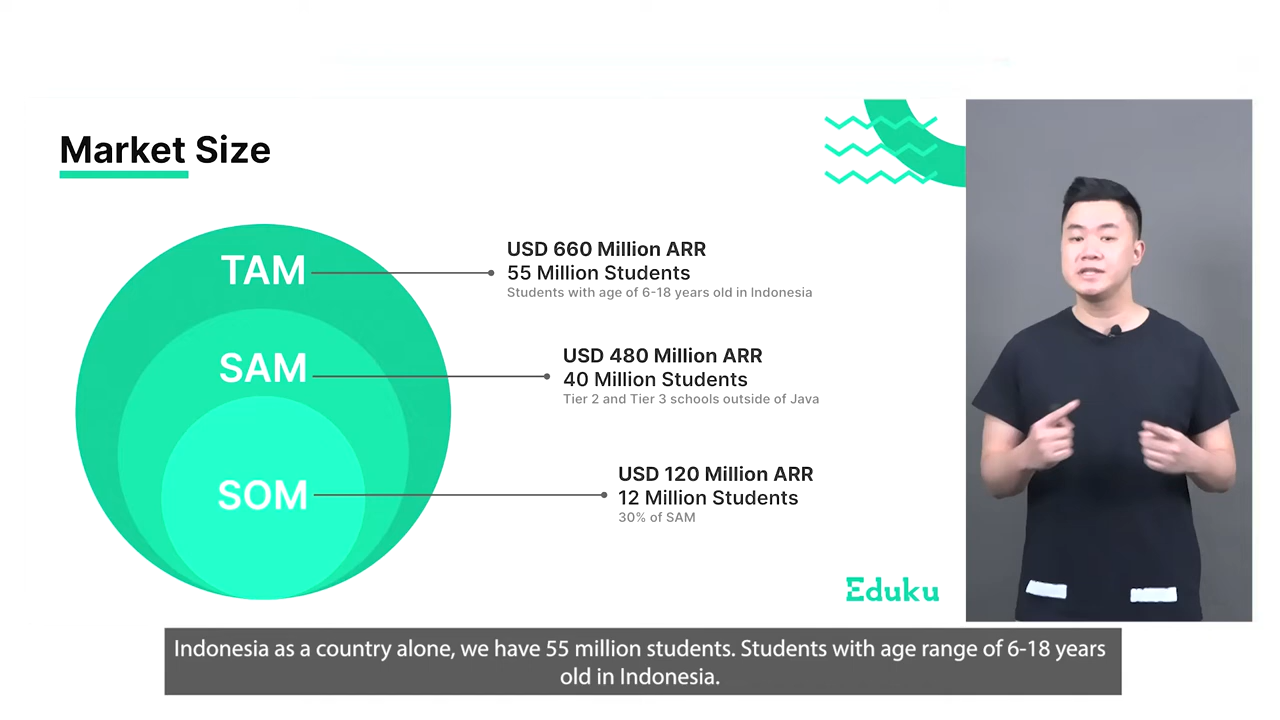 Market Size
TAM
USD 660 Million ARR
55 Million Students
Students with age of 6-18 years old in Indonesia
SAM
USD 480 Million ARR
40 Million Students
Tier 2 and Tier 3 schools outside of Java
SOM
USD 120 Million ARR
12 Million Students
30% of SAM
Eduku
Indonesia as a country alone, we have 55 million students. Students with age range of 6-18 years
old in Indonesia.